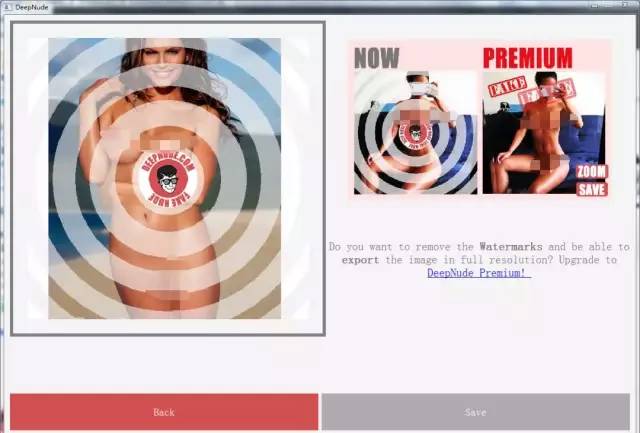 DeepNude
NOW
PREMIUM
DEEPNUDE.COM
FAKE NUDE
FAKE
ZOOM
SAVE
Do you want to remove the Watermarks and be able to
export the image in full resolution? Upgrade to
DeepNude Premium!
Back
Save